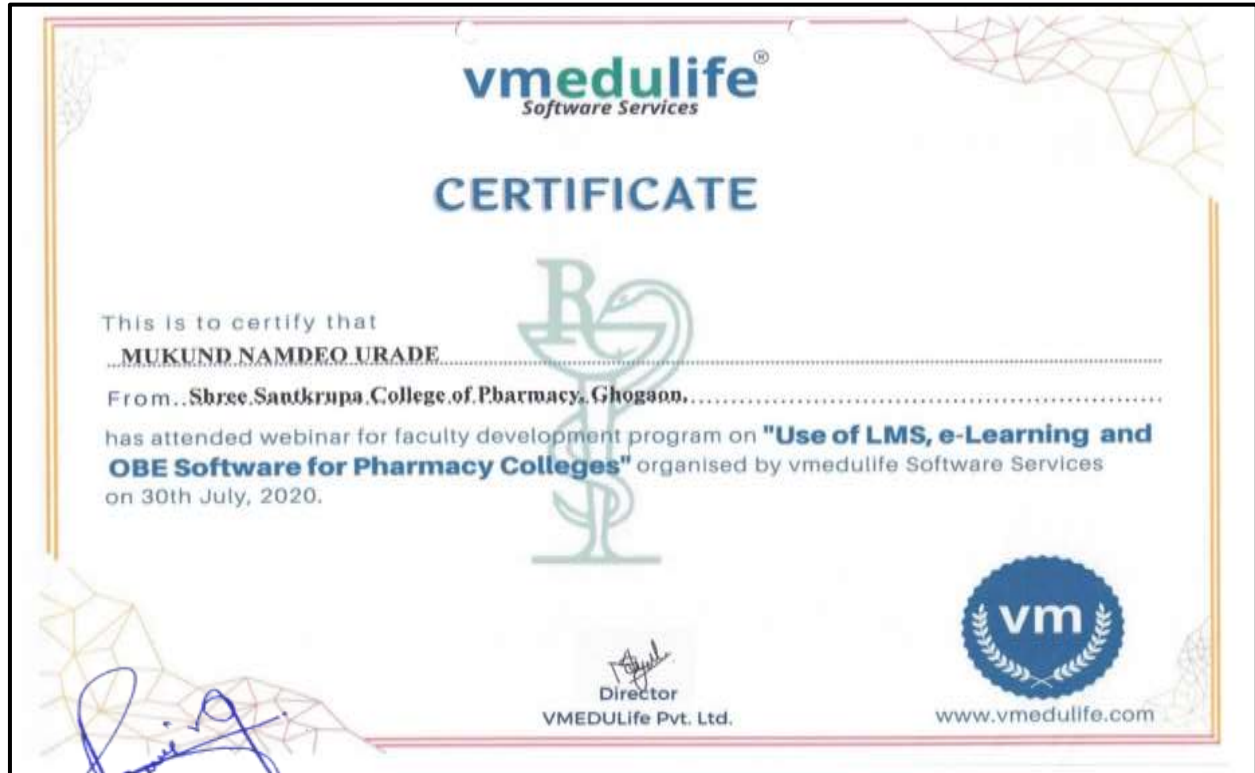 vmedulife®
Software Services
CERTIFICATE
R
This is to certify that
MUKUND NAMDEO URADE
From..Shree Santkrupa College of Pharmacy, Ghogaon.
has attended webinar for faculty development program on "Use of LMS, e-Learning and
OBE Software for Pharmacy Colleges" organised by vmedulife Software Services
on 30th July, 2020.
Director
VMEDULife Pvt. Ltd.
vm
www.vmedulife.com